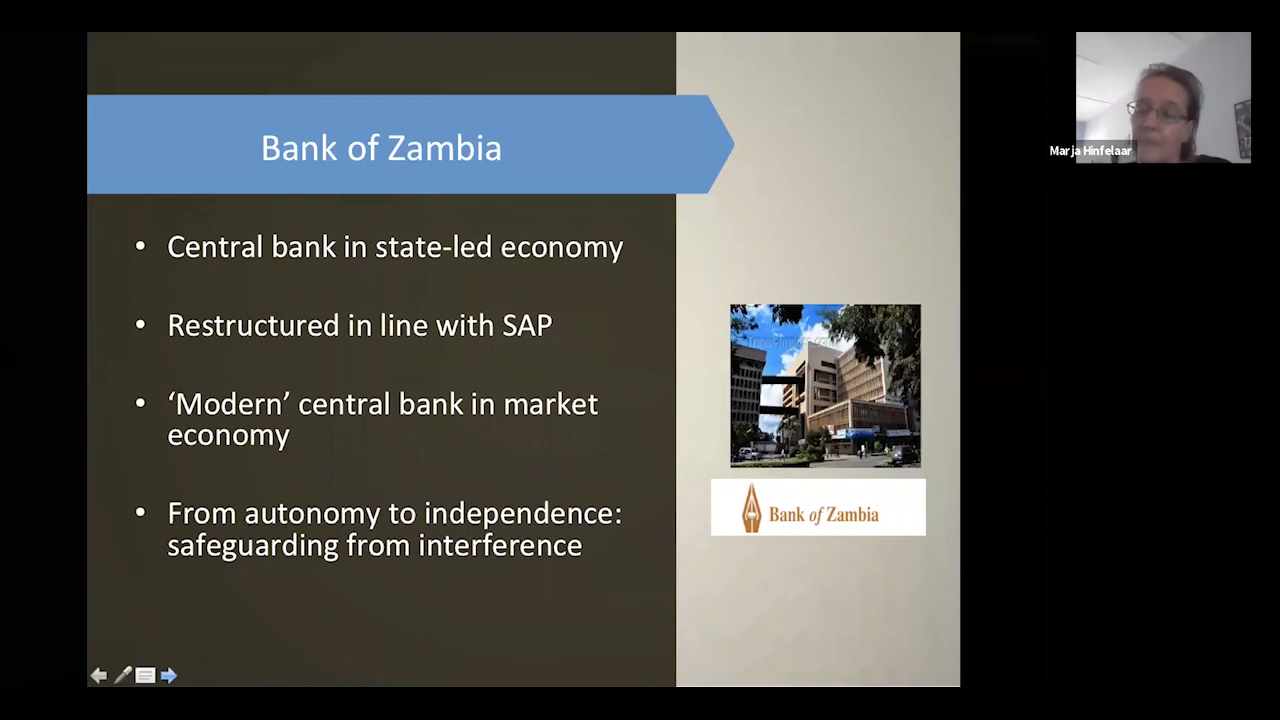 Bank of Zambia
• Central bank in state-led economy
• Restructured in line with SAP
• ‘Modern’ central bank in market
economy
• From autonomy to independence:
safeguarding from interference
Bank of Zambia
Marja Hinfelaar